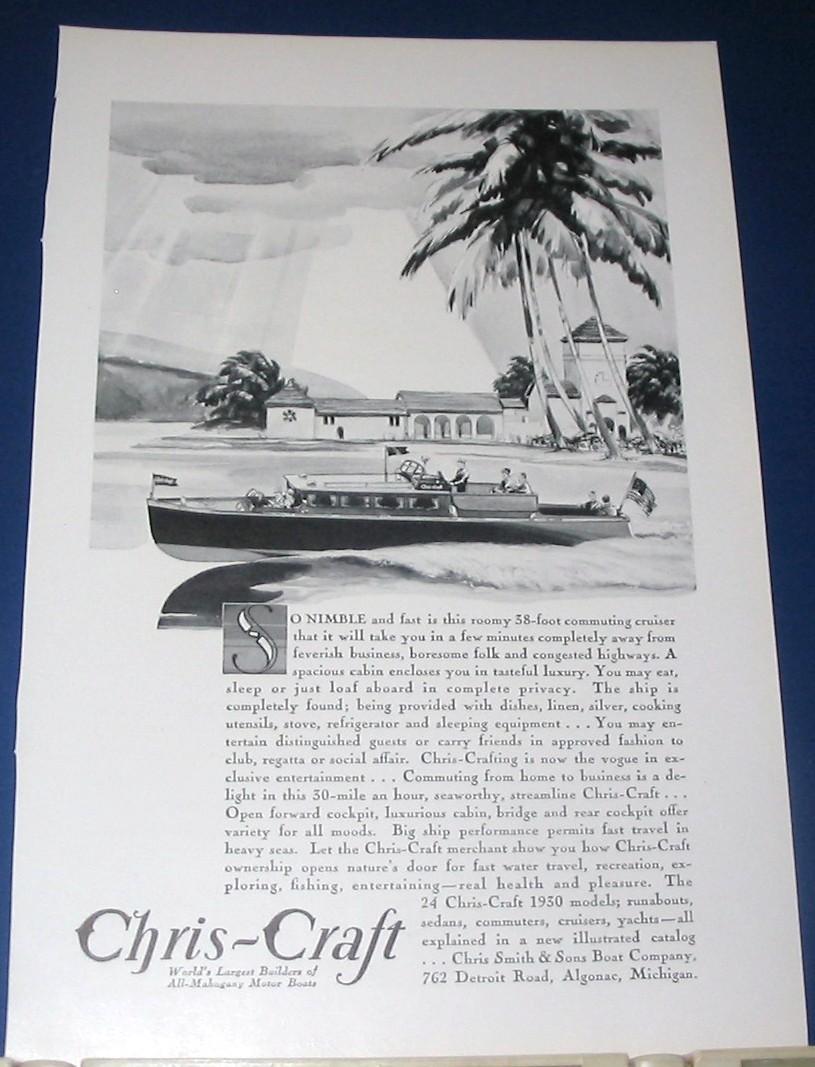 SO NIMBLE and fast is this roomy 38-foot commuting cruiser
that it will take you in a few minutes completely away from
feverish business, boresome folk and congested highways. A
spacious cabin encloses you in tasteful luxury. You may eat,
sleep or just loaf aboard in complete privacy. The ship is
completely found; being provided with dishes, linen, silver, cooking
utensils, stove, refrigerator and sleeping equipment . . . You may en-
tertain distinguished guests or carry friends in approved fashion to
club, regatta or social affair. Chris-Crafting is now the vogue in ex-
clusive entertainment . . . Commuting from home to business is a de-
light in this 30-mile an hour, seaworthy, streamline Chris-Craft . . .
Open forward cockpit, luxurious cabin, bridge and rear cockpit offer
variety for all moods. Big ship performance permits fast travel in
heavy seas. Let the Chris-Craft merchant show you how Chris-Craft
ownership opens nature's door for fast water travel, recreation, ex-
ploring, fishing, entertaining—real health and pleasure. The
24 Chris-Craft 1930 models; runabouts,
sedans, commuters, cruisers, yachts—all
explained in a new illustrated catalog
. . . Chris Smith & Sons Boat Company,
762 Detroit Road, Algonac, Michigan.
Chris-Craft
World's Largest Builders of
All-Mahogany Motor Boats